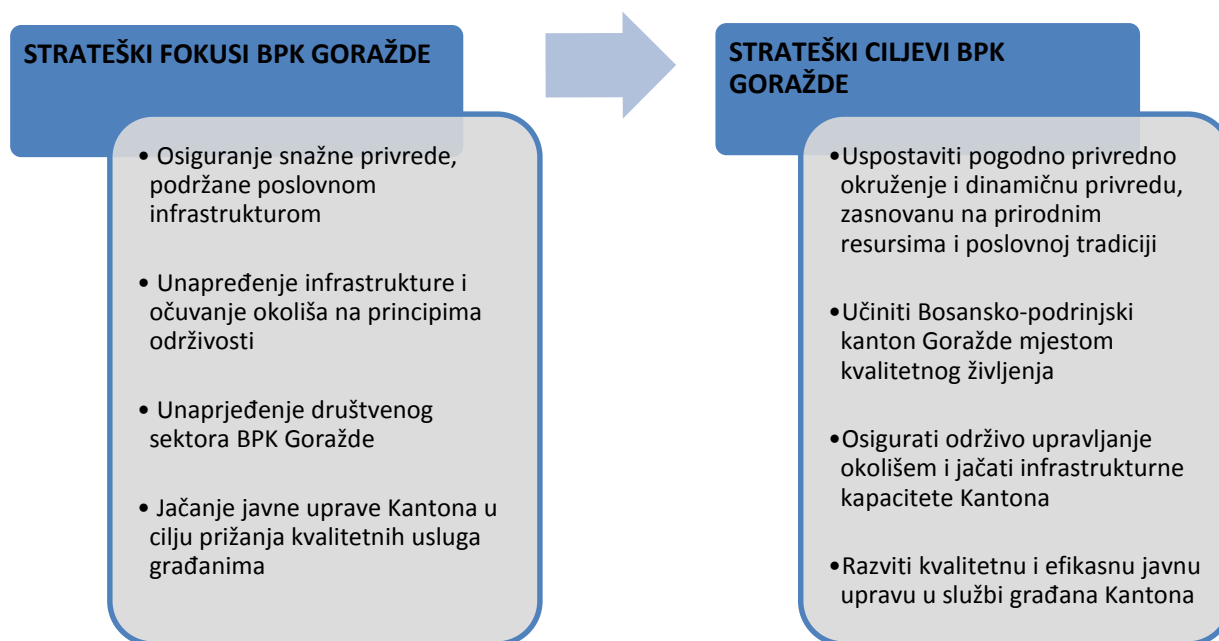 STRATEŠKI FOKUSI BPK GORAŽDE
• Osiguranje snažne privrede,
podržane poslovnom
infrastrukturom
• Unapređenje infrastrukture i
očuvanje okoliša na principima
održivosti
• Unaprjeđenje društvenog
sektora BPK Goražde
• Jačanje javne uprave Kantona u
cilju prižanja kvalitetnih usluga
građanima
STRATEŠKI CILJEVI BPK
GORAŽDE
•Uspostaviti pogodno privredno
okruženje i dinamičnu privredu,
zasnovanu na prirodnim
resursima i poslovnoj tradiciji
•Učiniti Bosansko-podrinjski
kanton Goražde mjestom
kvalitetnog življenja
•Osigurati održivo upravljanje
okolišem i jačati infrastrukturne
kapacitete Kantona
•Razviti kvalitetnu i efikasnu javnu
upravu u službi građana Kantona